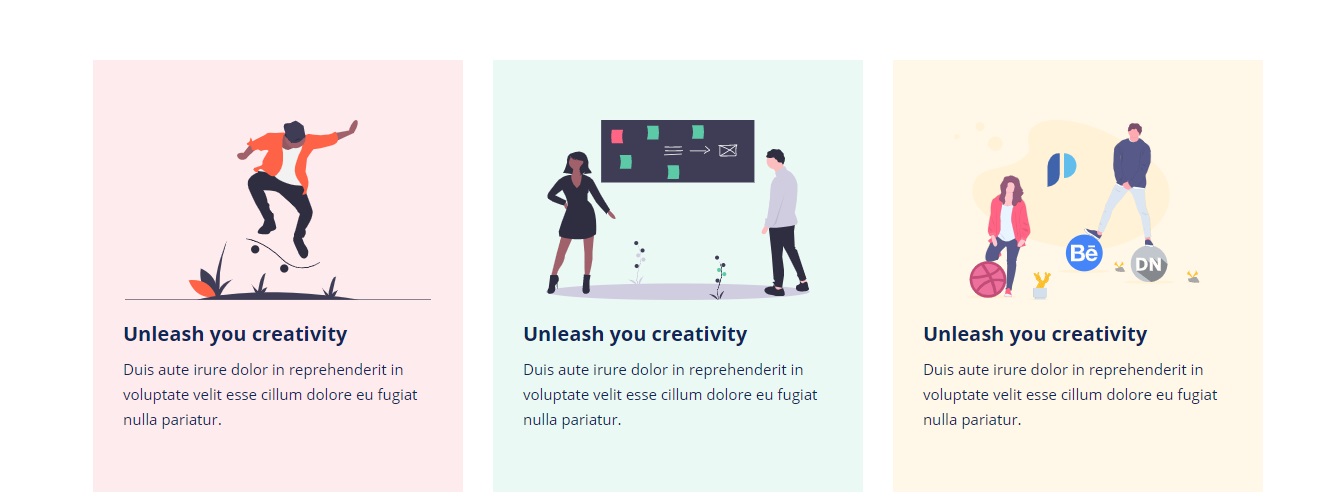 Unleash you creativity
Duis aute irure dolor in reprehenderit in
voluptate velit esse cillum dolore eu fugiat
nulla pariatur.
Unleash you creativity
Duis aute irure dolor in reprehenderit in
voluptate velit esse cillum dolore eu fugiat
nulla pariatur.
Bē
DN
Unleash you creativity
Duis aute irure dolor in reprehenderit in
voluptate velit esse cillum dolore eu fugiat
nulla pariatur.